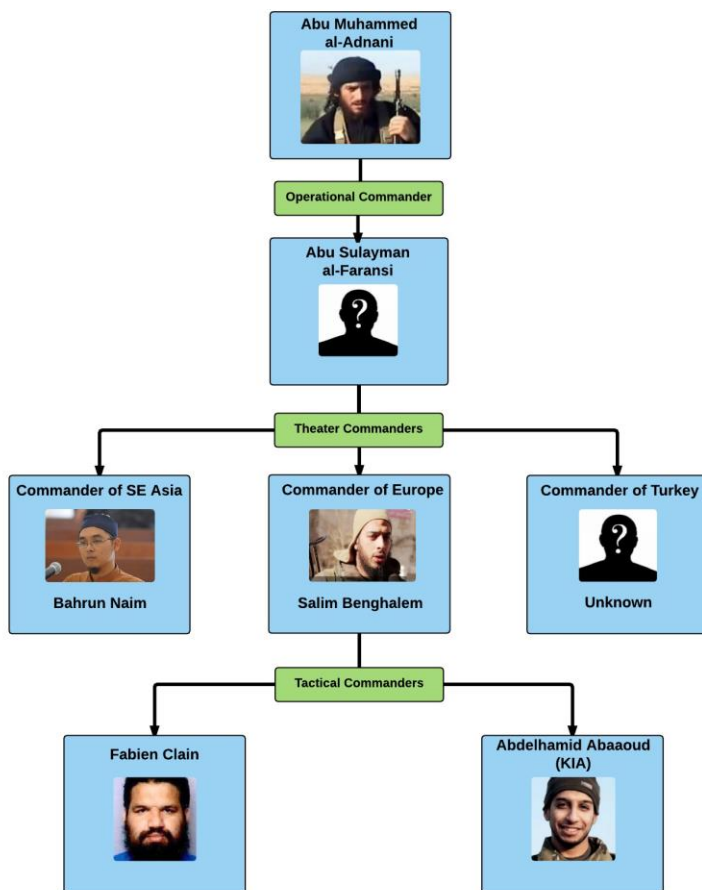 Abu Muhammed
al-Adnani
Operational Commander
Abu Sulayman
al-Faransi
?
Theater Commanders
Commander of SE Asia
Bahrun Naim
Commander of Europe
Salim Benghalem
Commander of Turkey
?
Unknown
Tactical Commanders
Fabien Clain
Abdelhamid Abaaoud
(KIA)